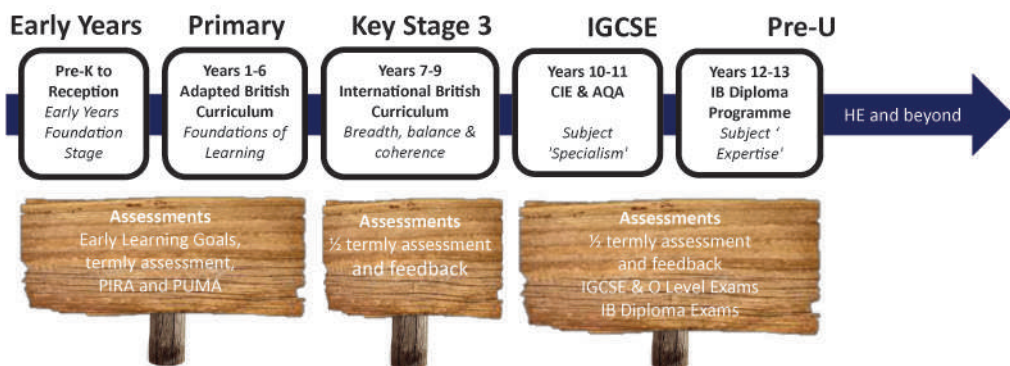 Early Years
Primary
Key Stage 3
IGCSE
Pre-U
Pre-K to
Reception
Early Years
Foundation
Stage
Years 1-6
Adapted British
Curriculum
Foundations of
Learning
Years 7-9
International British
Curriculum
Breadth, balance &
coherence
Years 10-11
CIE & AQA
Subject
'Specialism'
Years 12-13
IB Diploma
Programme
Subject '
Expertise'
HE and beyond
Assessments
Early Learning Goals,
termly assessment,
PIRA and PUMA
Assessments
½ termly assessment
and feedback
Assessments
½ termly assessment
and feedback
IGCSE & O Level Exams
IB Diploma Exams